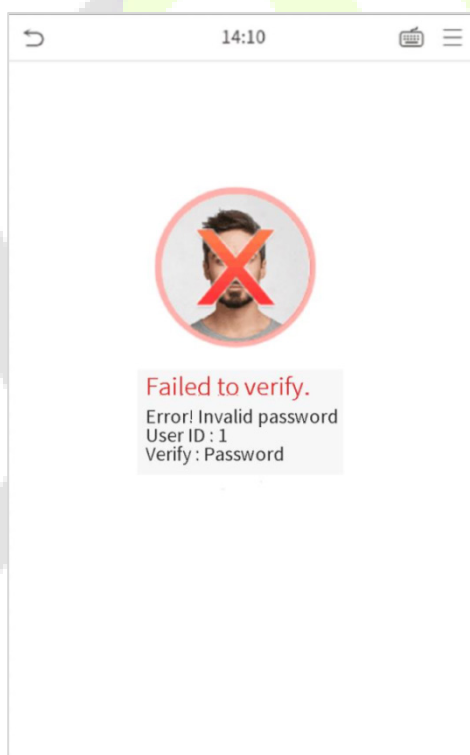 14:10
Failed to verify.
Error! Invalid password
User ID : 1
Verify : Password